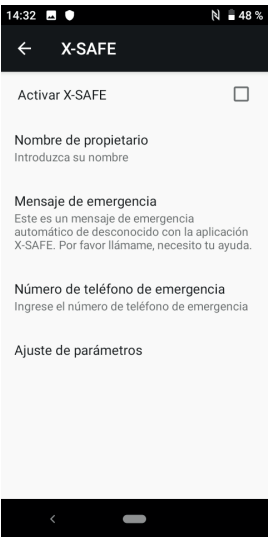 14:32 48 %
X-SAFE
Activar X-SAFE
Nombre de propietario
Introduzca su nombre
Mensaje de emergencia
Este es un mensaje de emergencia
automático de desconocido con la aplicación
X-SAFE. Por favor llámame, necesito tu ayuda.
Número de teléfono de emergencia
Ingrese el número de teléfono de emergencia
Ajuste de parámetros